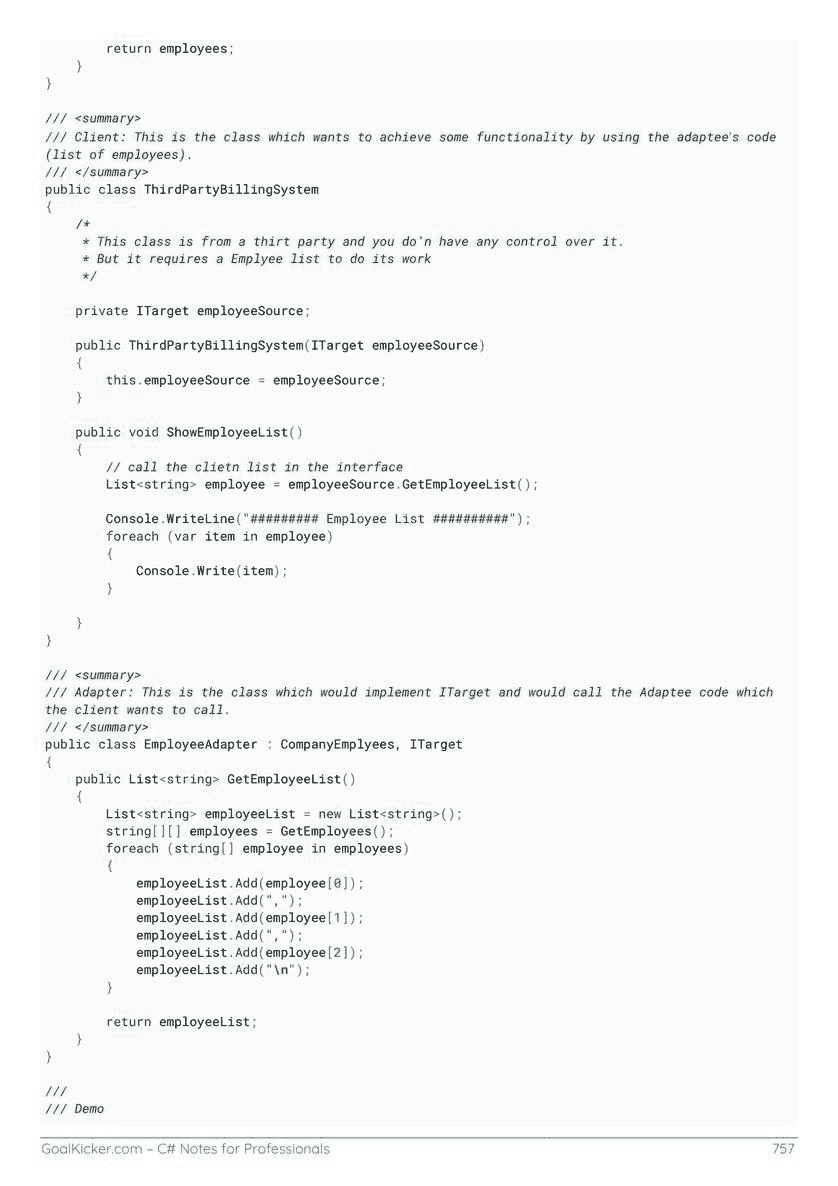 return employees;
    }
}

/// <summary>
/// Client: This is the class which wants to achieve some functionality by using the adaptee's code
(list of employees).
/// </summary>
public class ThirdPartyBillingSystem
{
    /*
     * This class is from a thirt party and you do'n have any control over it.
     * But it requires a Emplyee list to do its work
     */

    private ITarget employeeSource;

    public ThirdPartyBillingSystem(ITarget employeeSource)
    {
        this.employeeSource = employeeSource;
    }

    public void ShowEmployeeList()
    {
        // call the clietn list in the interface
        List<string> employee = employeeSource.GetEmployeeList();

        Console.WriteLine("######### Employee List ##########");
        foreach (var item in employee)
        {
            Console.Write(item);
        }

    }
}

/// <summary>
/// Adapter: This is the class which would implement ITarget and would call the Adaptee code which
the client wants to call.
/// </summary>
public class EmployeeAdapter : CompanyEmplyees, ITarget
{
    public List<string> GetEmployeeList()
    {
        List<string> employeeList = new List<string>();
        string[][] employees = GetEmployees();
        foreach (string[] employee in employees)
        {
            employeeList.Add(employee[0]);
            employeeList.Add(",");
            employeeList.Add(employee[1]);
            employeeList.Add(",");
            employeeList.Add(employee[2]);
            employeeList.Add("\n");
        }

        return employeeList;
    }
}

///
/// Demo
GoalKicker.com – C# Notes for Professionals
757